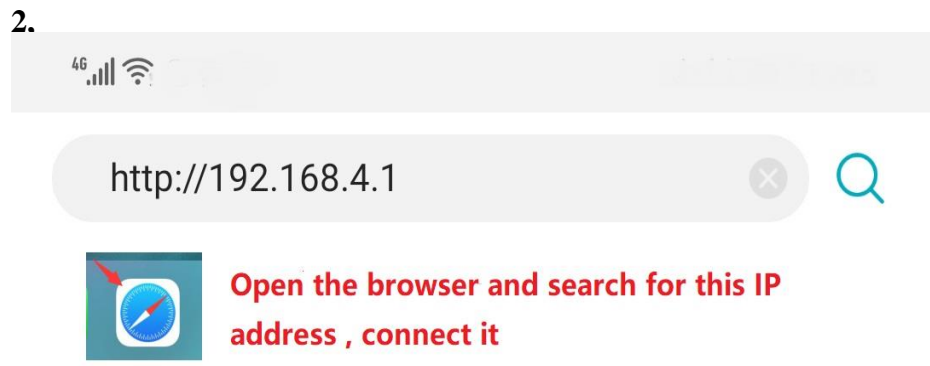 2,
4G
http://192.168.4.1
Open the browser and search for this IP
address , connect it